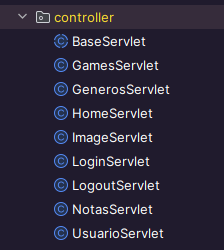 controller
BaseServlet
GamesServlet
GenerosServlet
HomeServlet
ImageServlet
LoginServlet
LogoutServlet
NotasServlet
UsuarioServlet